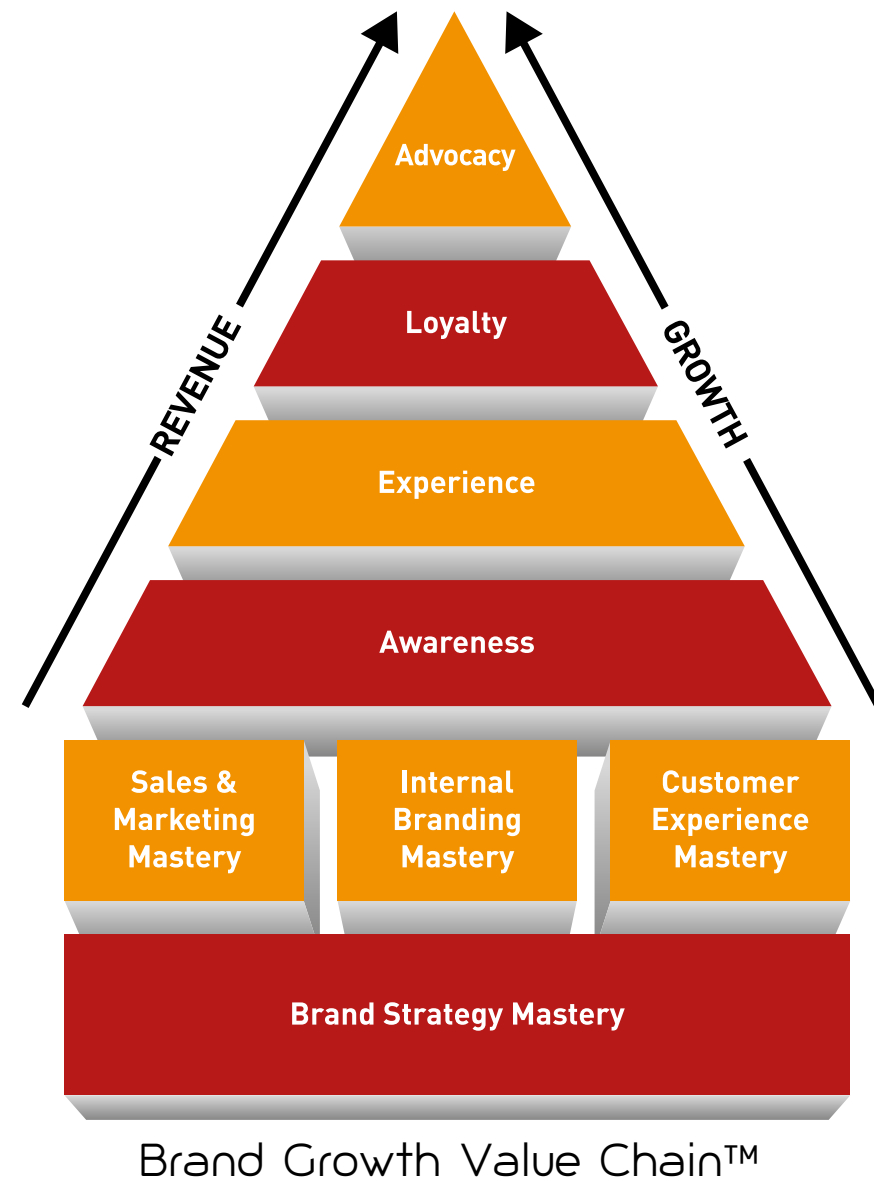 Advocacy
Loyalty
REVENUE
GROWTH
Experience
Awareness
Sales &
Marketing
Mastery
Internal
Branding
Mastery
Customer
Experience
Mastery
Brand Strategy Mastery
Brand Growth Value Chain™